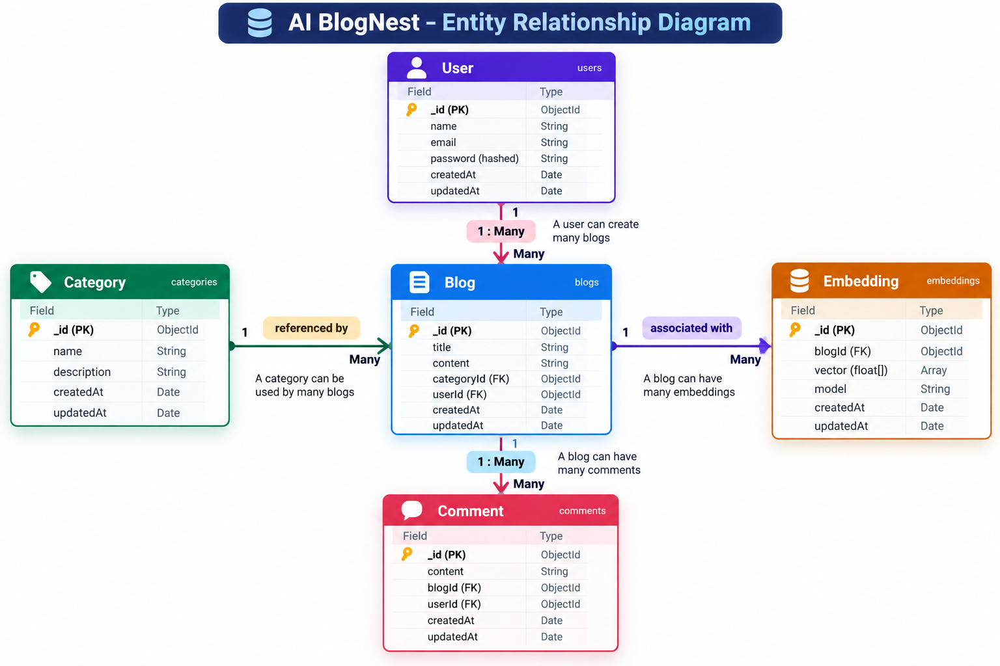 AI BlogNest - Entity Relationship Diagram
User users
Field Type
_id (PK) ObjectId
name String
email String
password (hashed) String
createdAt Date
updatedAt Date
1
1 : Many
Many
A user can create
many blogs
Category categories
Field Type
_id (PK) ObjectId
name String
description String
createdAt Date
updatedAt Date
1
referenced by
Many
A category can be
used by many blogs
Blog blogs
Field Type
_id (PK) ObjectId
title String
content String
categoryId (FK) ObjectId
userId (FK) ObjectId
createdAt Date
updatedAt Date
1
associated with
Many
A blog can have
many embeddings
Embedding embeddings
Field Type
_id (PK) ObjectId
blogId (FK) ObjectId
vector (float[]) Array
model String
createdAt Date
updatedAt Date
1
1 : Many
Many
A blog can have
many comments
Comment comments
Field Type
_id (PK) ObjectId
content String
blogId (FK) ObjectId
userId (FK) ObjectId
createdAt Date
updatedAt Date